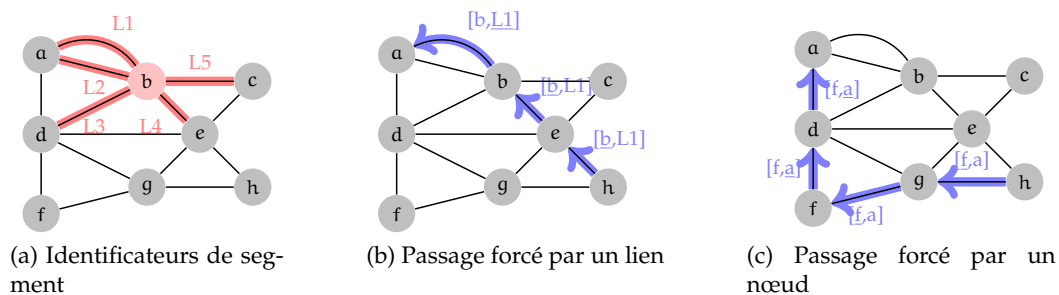 L1
a
L5
b
c
L2
L3
L4
d
e
g
h
f
(a) Identificateurs de seg-
ment
[b,L1]
a
b
c
[b,L1]
d
e
[b,L1]
g
h
f
(b) Passage forcé par un lien
a
b
c
[f,a]
d
e
[f,a]
[f,a]
g
h
f
[f,a]
(c) Passage forcé par un
nœud